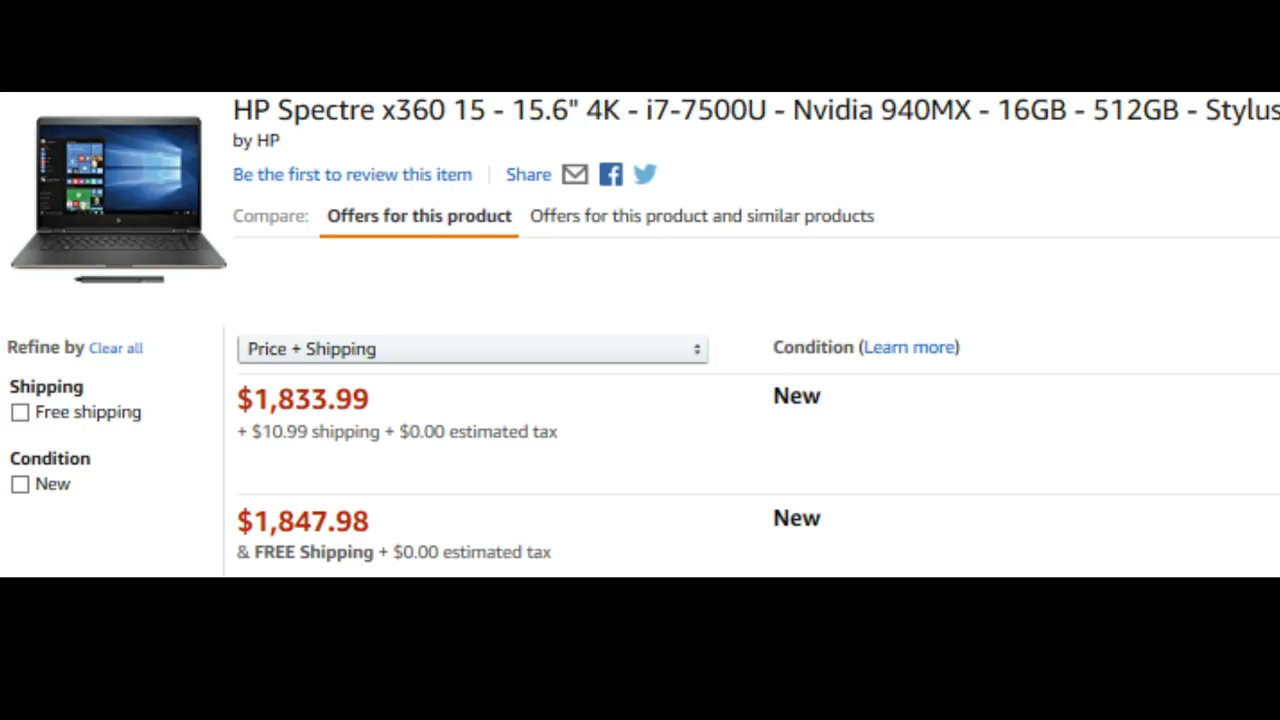 HP Spectre x360 15 - 15.6" 4K - i7-7500U - Nvidia 940MX - 16GB - 512GB - Stylus
by HP
Be the first to review this item
Share
Compare: Offers for this product Offers for this product and similar products
Refine by Clear all
Price + Shipping
Condition (Learn more)
Shipping
Free shipping
$1,833.99
New
+ $10.99 shipping + $0.00 estimated tax
Condition
New
$1,847.98
New
& FREE Shipping + $0.00 estimated tax